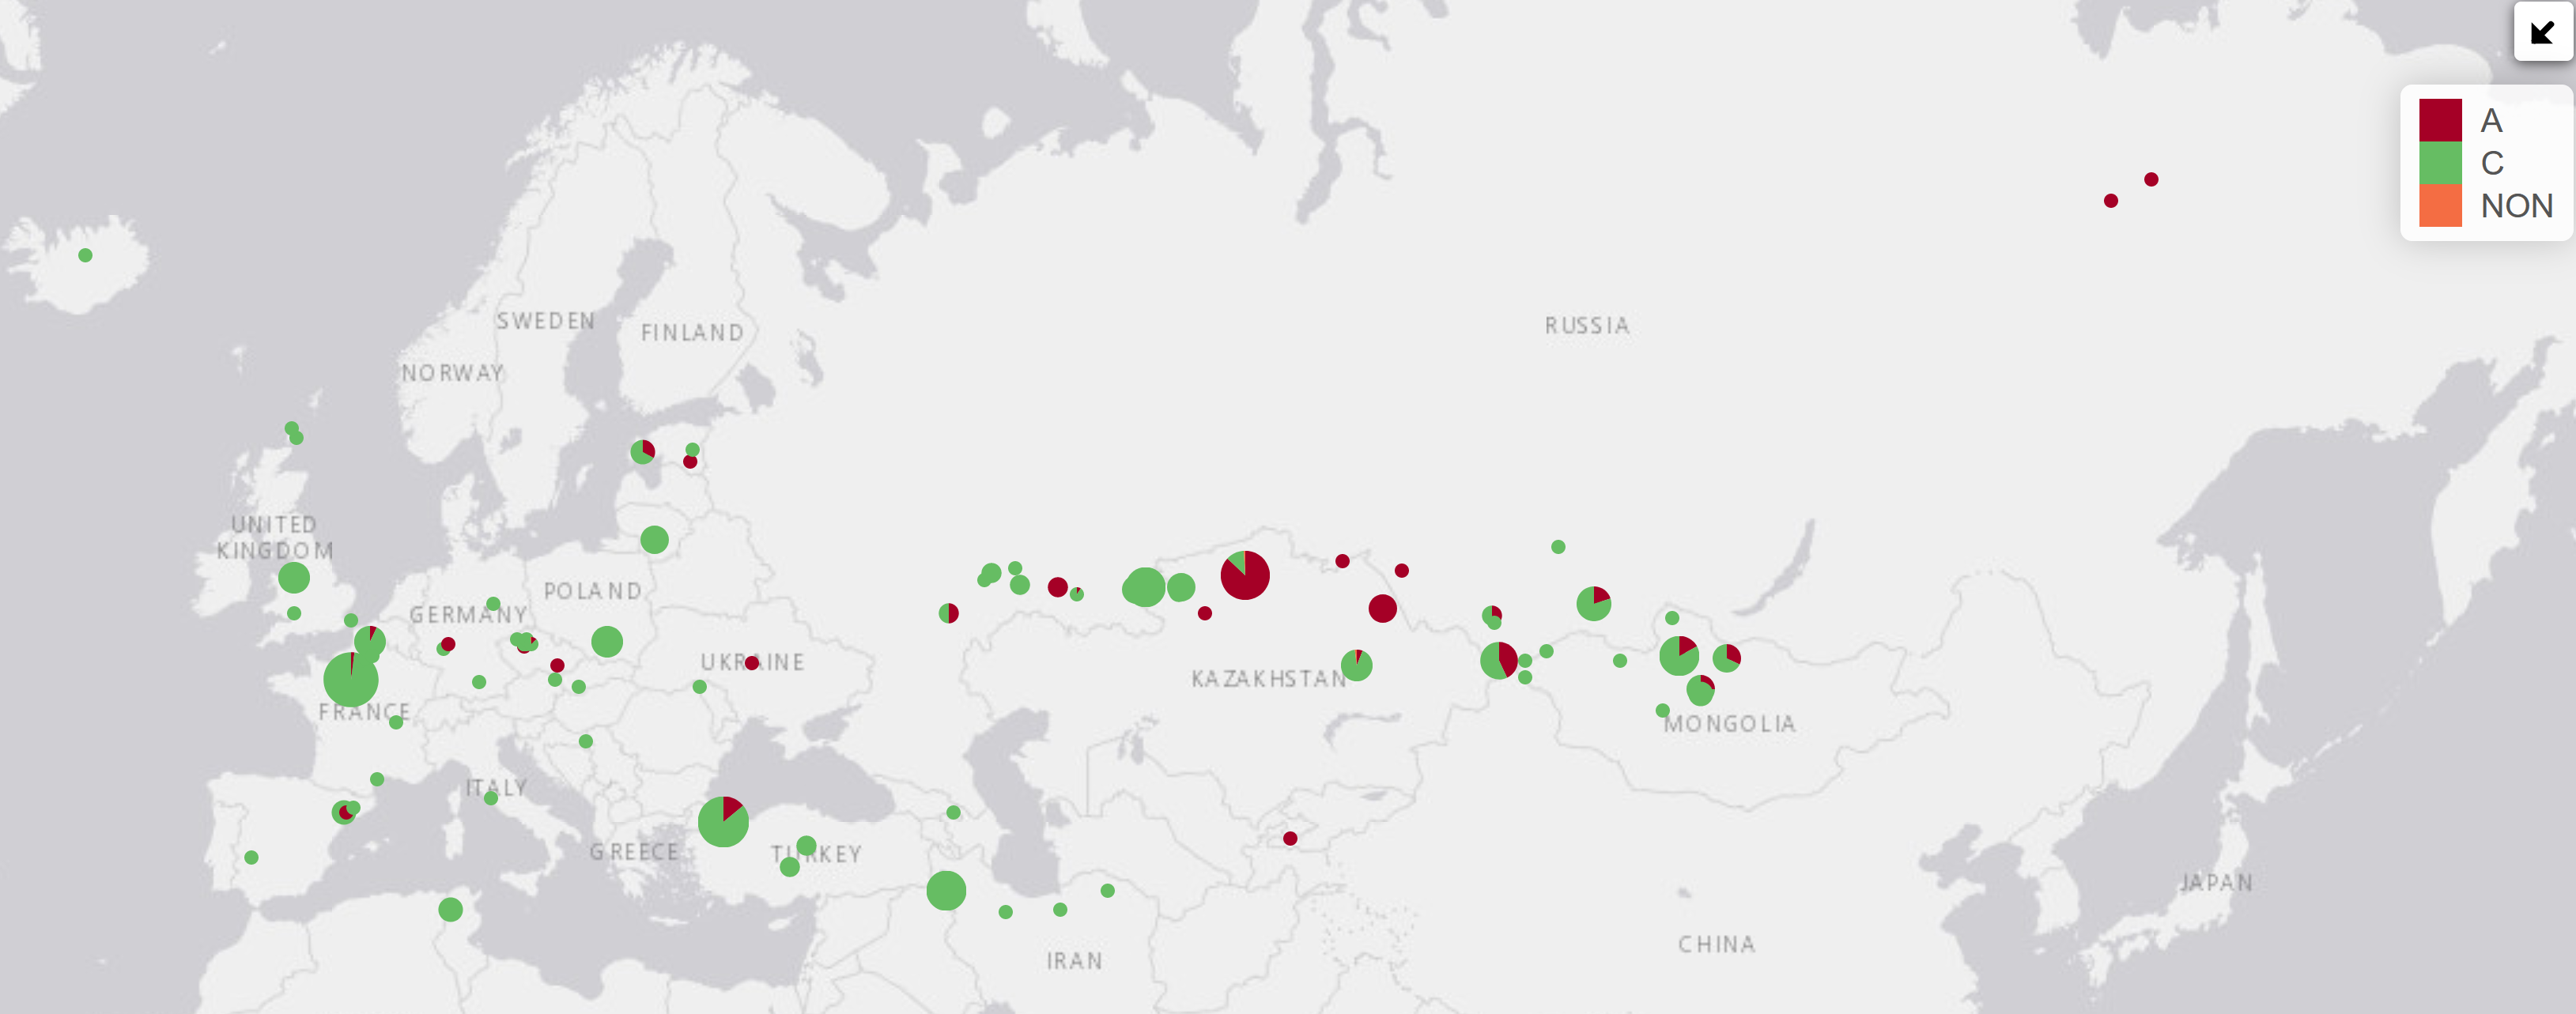 A
C
NON
SWEDEN
FINLAND
RUSSIA
NORWAY
UNITED
KINGDOM
POLAND
GERMANY
UKRAINE
KAZAKHSTAN
FRANCE
MONGOLIA
ITALY
GREECE
TURKEY
JAPAN
CHINA
IRAN